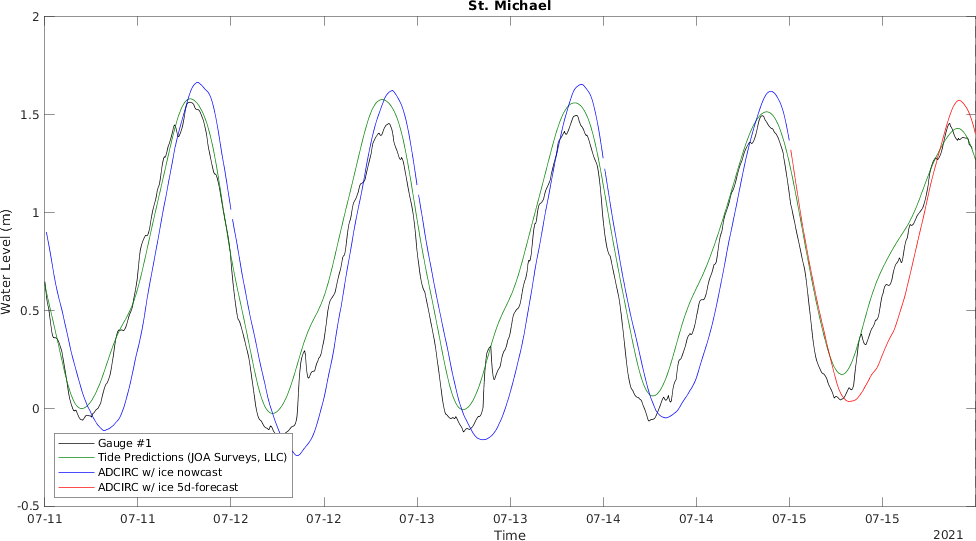 St. Michael
2
1.5
1
0.5
0
-0.5
Water Level (m)
Gauge #1
Tide Predictions (JOA Surveys, LLC)
ADCIRC w/ ice nowcast
ADCIRC w/ ice 5d-forecast
07-11 07-11 07-12 07-12 07-13 07-13 07-14 07-14 07-15 07-15
Time
2021